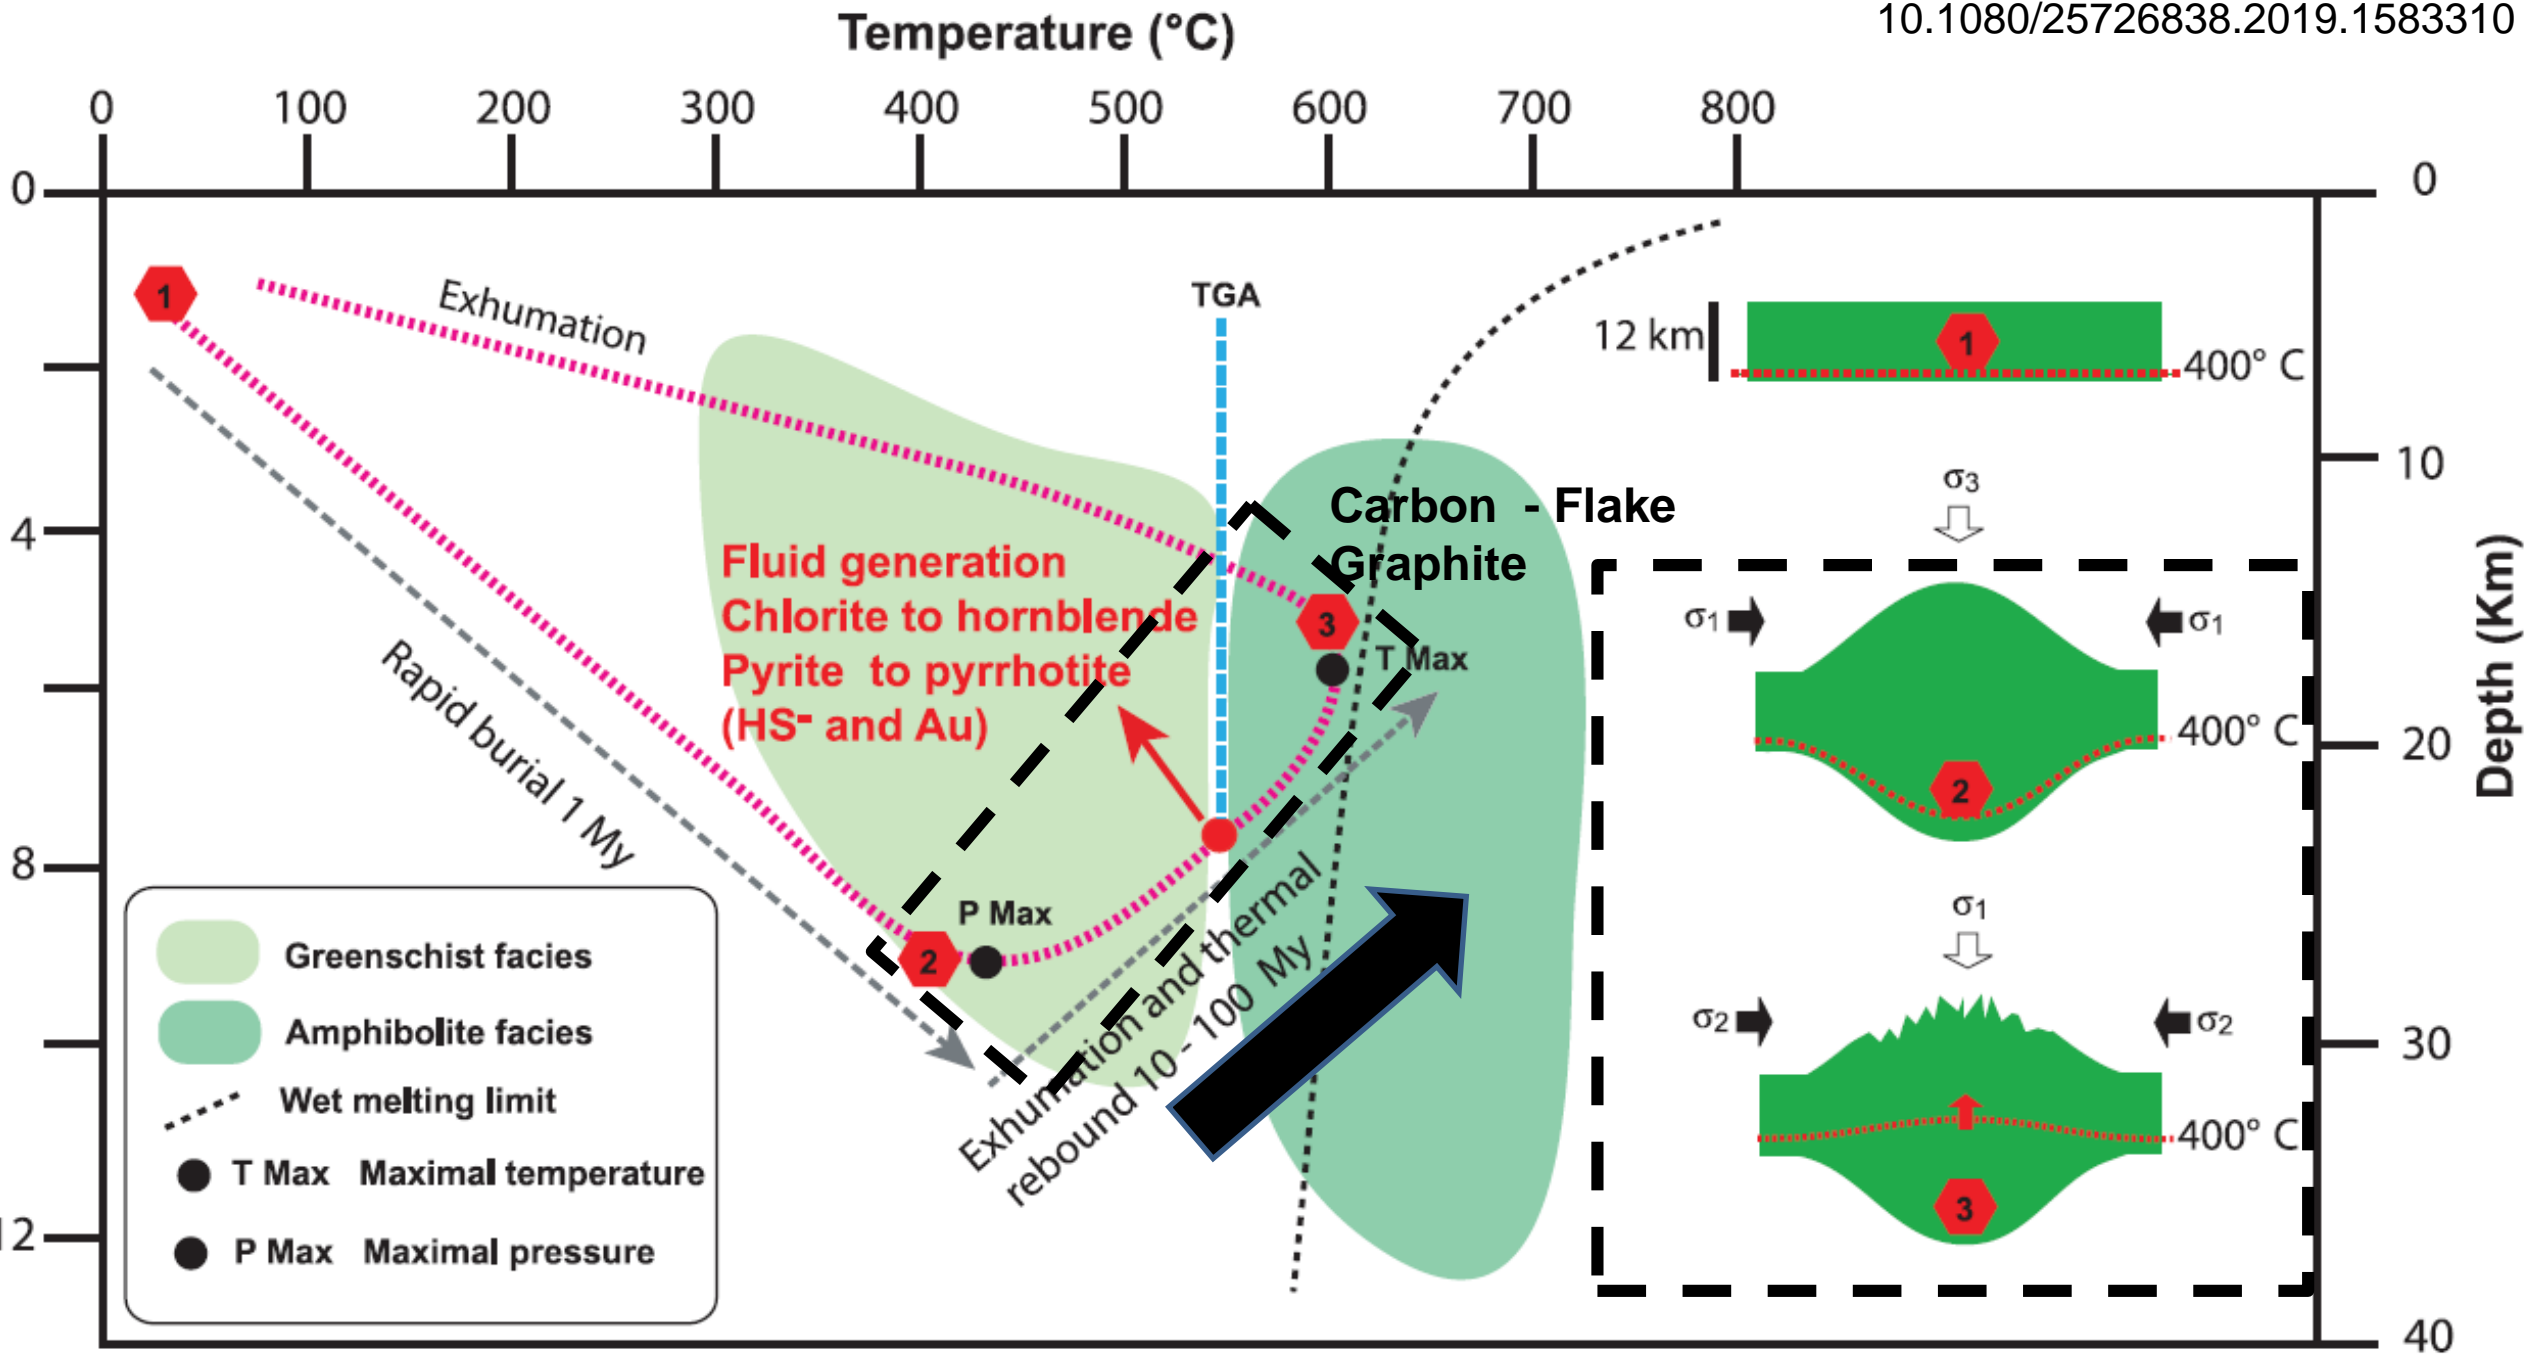 10.1080/25726838.2019.1583310
Temperature (°C)
0 100 200 300 400 500 600 700 800
0
4
8
12
0
10
20
30
40
Depth (Km)
1
Exhumation
TGA
Rapid burial 1 My
Fluid generation
Chlorite to hornblende
Pyrite to pyrrhotite
(HS- and Au)
Carbon - Flake
Graphite
3
T Max
P Max
2
Exhumation and thermal
rebound 10 - 100 My
Greenschist facies
Amphibolite facies
Wet melting limit
T Max Maximal temperature
P Max Maximal pressure
12 km
1
400° C
σ3
σ1
σ1
400° C
2
σ1
σ2
σ2
400° C
3